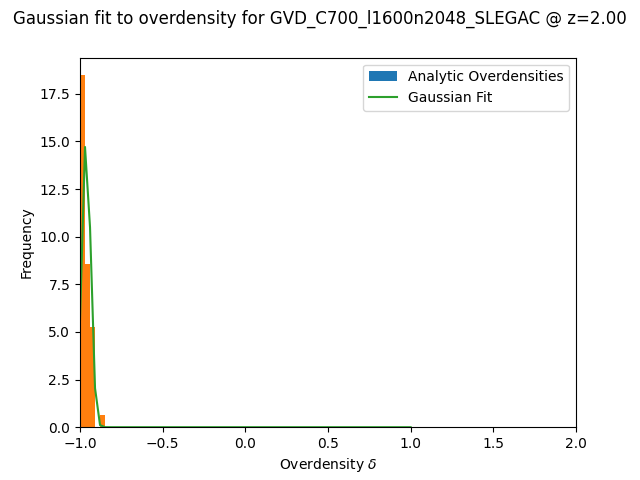 Gaussian fit to overdensity for GVD_C700_l1600n2048_SLEGAC @ z=2.00
Analytic Overdensities
Gaussian Fit
17.5
15.0
12.5
10.0
7.5
5.0
2.5
0.0
Frequency
−1.0 −0.5 0.0 0.5 1.0 1.5 2.0
Overdensity δ